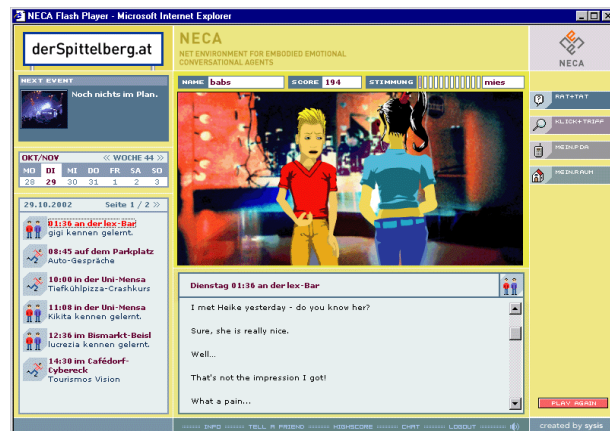 NECA Flash Player - Microsoft Internet Explorer
derSpittelberg.at
NECA
NET ENVIRONMENT FOR EMBODIED EMOTIONAL
CONVERSATIONAL AGENTS
NECA
NEXT EVENT
Noch nichts im Plan.
NAME babs
SCORE 194
STIMMUNG mies
RAT+TAT
KLICK+TRIPP
MEIN.PDA
MEIN.RAUM
OKT/NOV << WOCHE 44 >>
MO DI MI DO FR SA SO
28 29 30 31 1 2 3
29.10.2002 Seite 1 / 2 >>
01:36 an der lex-Bar
gigi kennen gelernt.
08:45 auf dem Parkplatz
Auto-Gespräche
10:00 in der Uni-Mensa
Tiefkühlpizza-Crashkurs
11:08 in der Uni-Mensa
Kikita kennen gelernt.
12:36 im Bismarkt-Beisl
lucrezia kennen gelernt.
14:30 im Cafédorf-
Cybereck
Tourismos Vision
Dienstag 01:36 an der lex-Bar
I met Heike yesterday - do you know her?
Sure, she is really nice.
Well...
That's not the impression I got!
What a pain...
PLAY AGAIN
INFO TELL A FRIEND HIGHSCORE CHAT LOGOUT
created by sysis